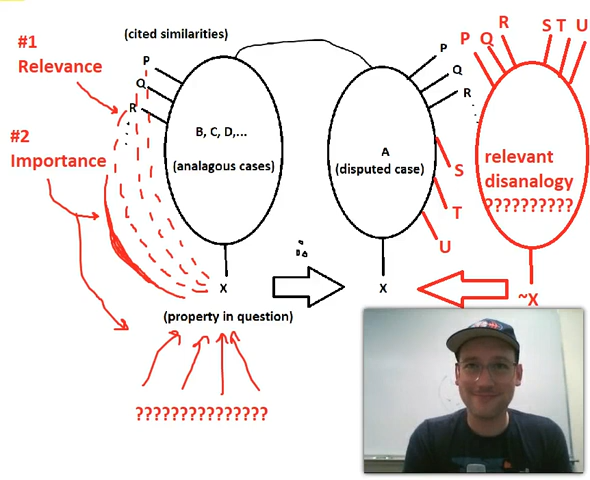 (cited similarities)
#1
Relevance
P
Q
R
#2
Importance
B, C, D,...
(analagous cases)
X
(property in question)
???????????????
P
Q
R
A
(disputed case)
S
T
U
X
P Q R S T U
relevant
disanalogy
??????????
~X